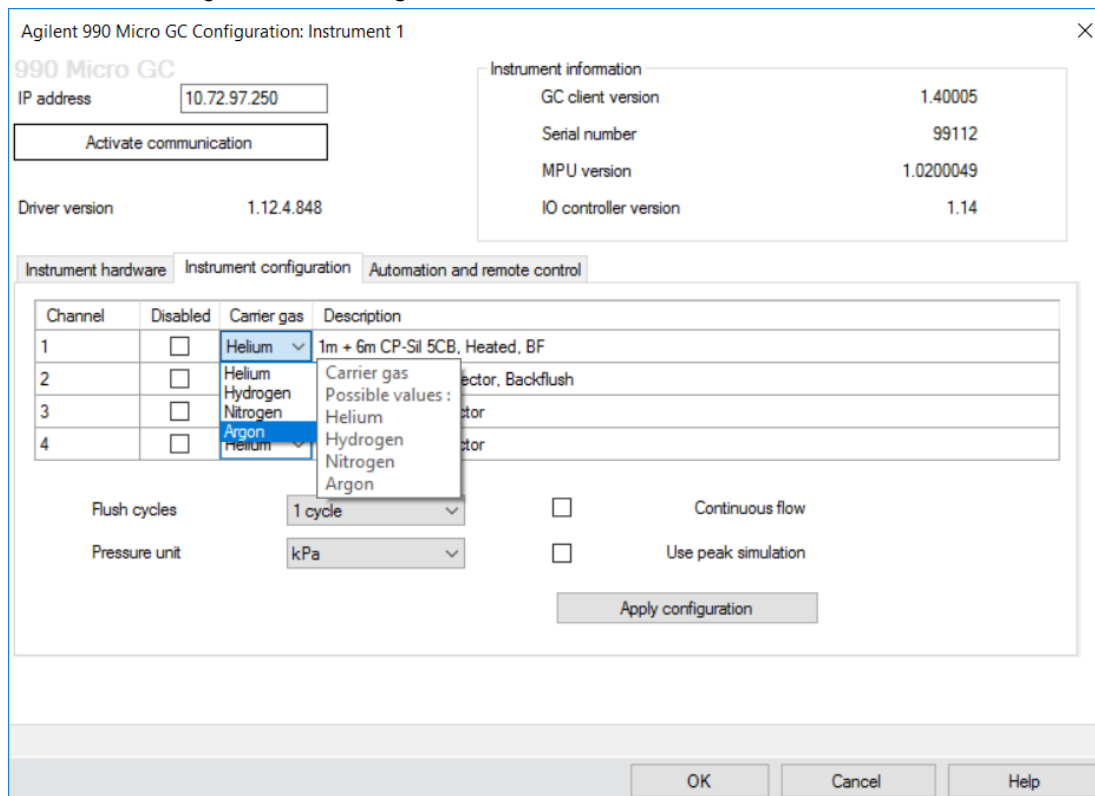 Agilent 990 Micro GC Configuration: Instrument 1
990 Micro GC
IP address 10.72.97.250
Activate communication
Driver version 1.12.4.848
Instrument information
GC client version 1.40005
Serial number 99112
MPU version 1.0200049
IO controller version 1.14
Instrument hardware Instrument configuration Automation and remote control
Channel Disabled Carrier gas Description
1 Helium 1m + 6m CP-Sil 5CB, Heated, BF
2 Backflush
3
4 Helium
Helium
Hydrogen
Nitrogen
Argon
Carrier gas
Possible values :
Helium
Hydrogen
Nitrogen
Argon
Flush cycles 1 cycle Continuous flow
Pressure unit kPa Use peak simulation
Apply configuration
OK Cancel Help